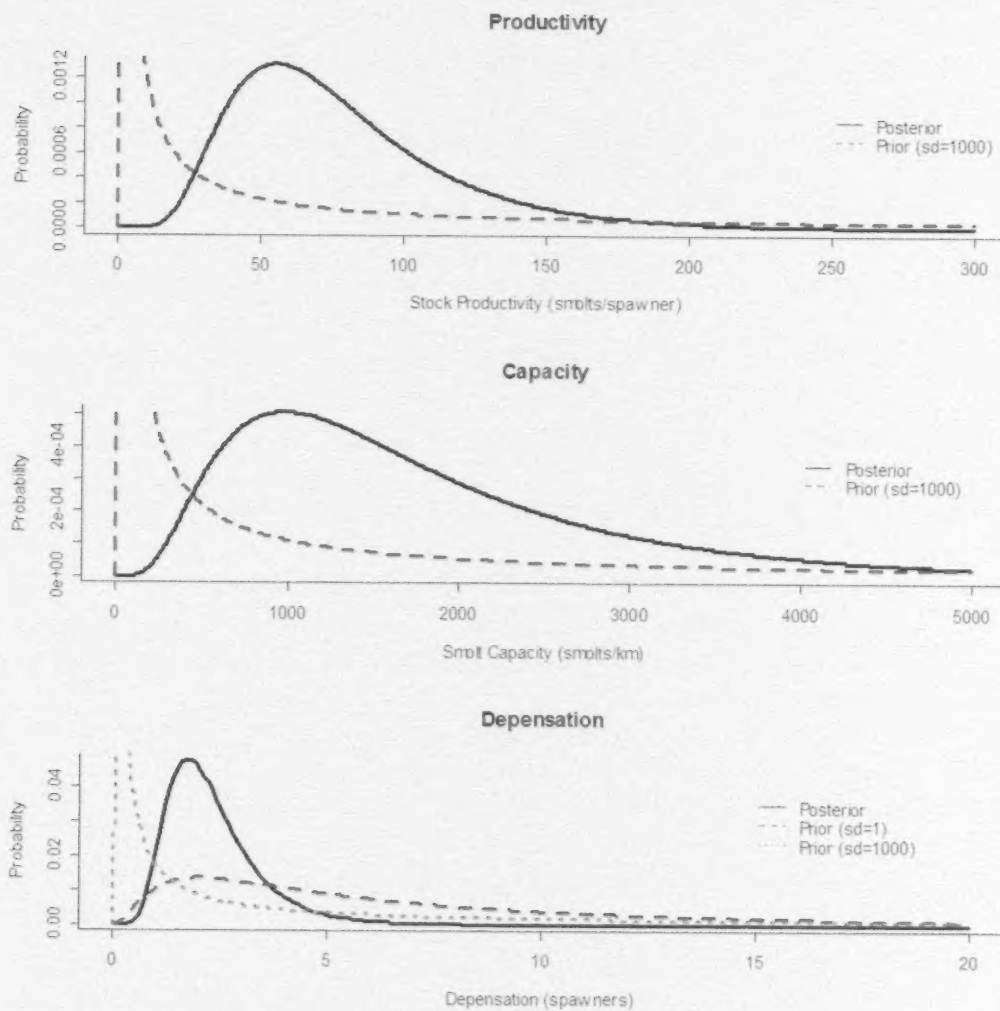 Productivity
Probability
0.0000 0.0006 0.0012
Posterior
Prior (sd=1000)
0 50 100 150 200 250 300
Stock Productivity (smolts/spawner)
Capacity
Probability
0e+00 2e-04 4e-04
Posterior
Prior (sd=1000)
0 1000 2000 3000 4000 5000
Smolt Capacity (smolts/km)
Depensation
Probability
0.00 0.02 0.04
Posterior
Prior (sd=1)
Prior (sd=1000)
0 5 10 15 20
Depensation (spawners)